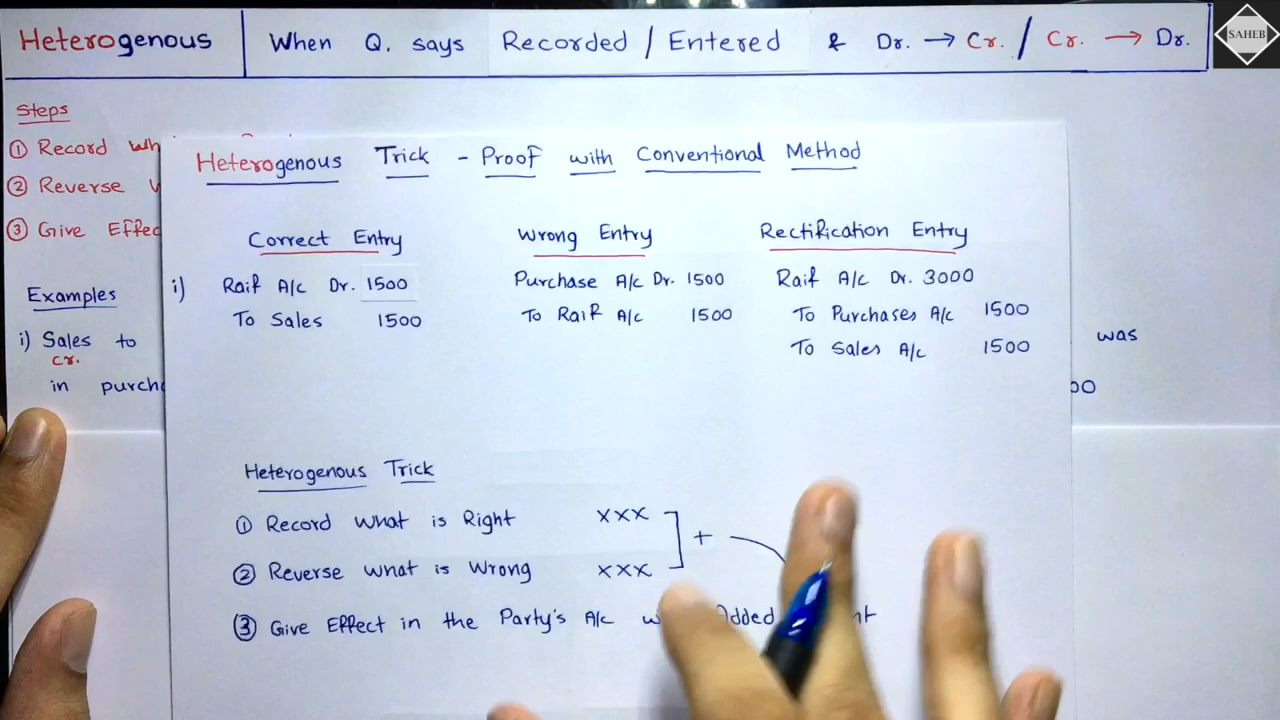 Heterogenous When Q. says Recorded / Entered & Dr. → Cr. / Cr. → Dr.
SAHEB
Steps
① Record
② Reverse
③ Give
Heterogenous Trick - Proof with Conventional Method
Correct Entry Wrong Entry Rectification Entry
Examples
i) Raif A/c Dr. 1500 Purchase A/c Dr. 1500 Raif A/c Dr. 3000
To Sales 1500 To Raif A/c 1500 To Purchases A/c 1500
To Sales A/c 1500
i) Sales to was
Cr.
in
Heterogenous Trick
① Record What is Right XXX
+
② Reverse What is Wrong XXX
③ Give Effect in the Party's A/c Added